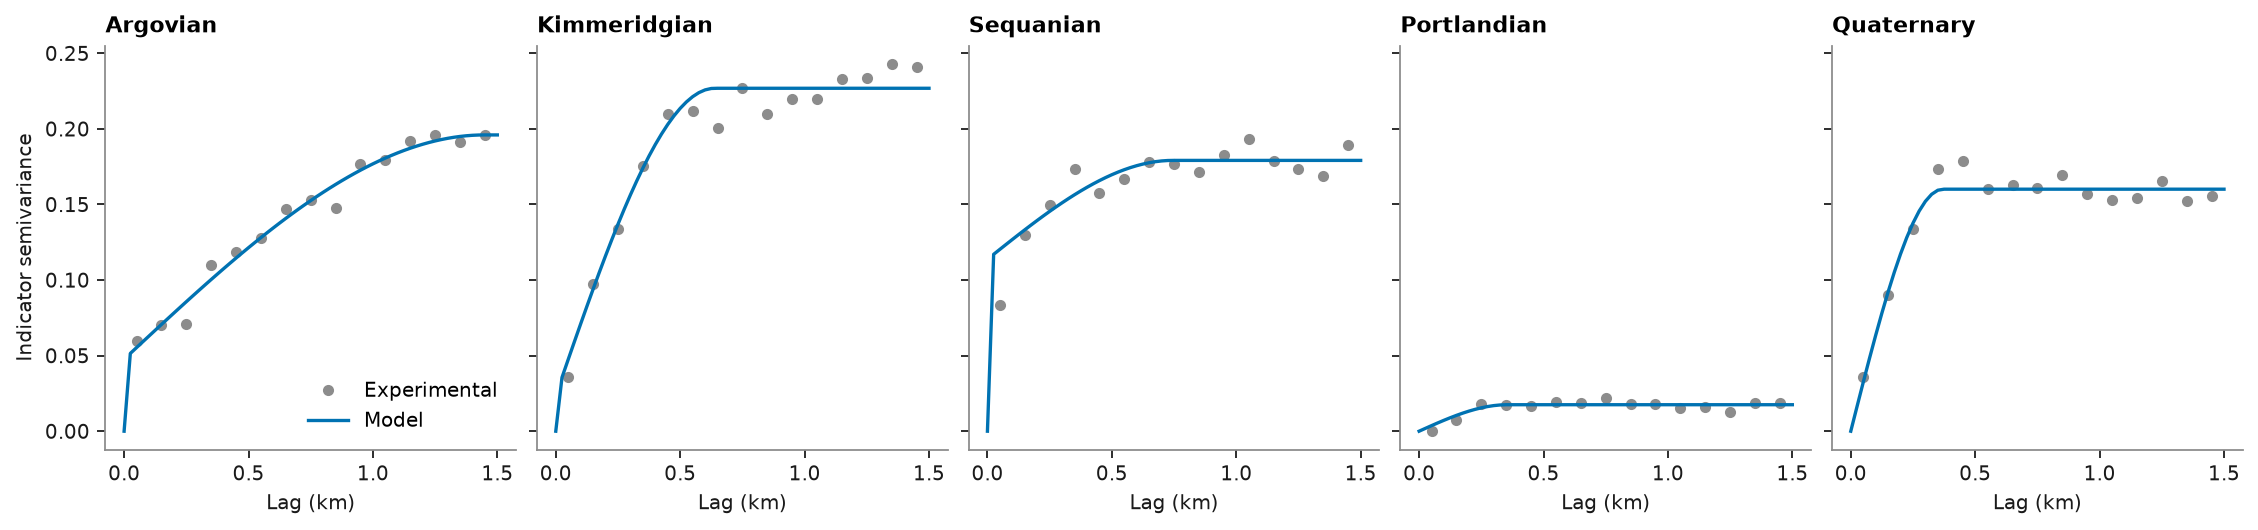 Argovian
Kimmeridgian
Sequanian
Portlandian
Quaternary
Indicator semivariance
0.25
0.20
0.15
0.10
0.05
0.00
Experimental
Model
0.0 0.5 1.0 1.5
0.0 0.5 1.0 1.5
0.0 0.5 1.0 1.5
0.0 0.5 1.0 1.5
0.0 0.5 1.0 1.5
Lag (km)
Lag (km)
Lag (km)
Lag (km)
Lag (km)